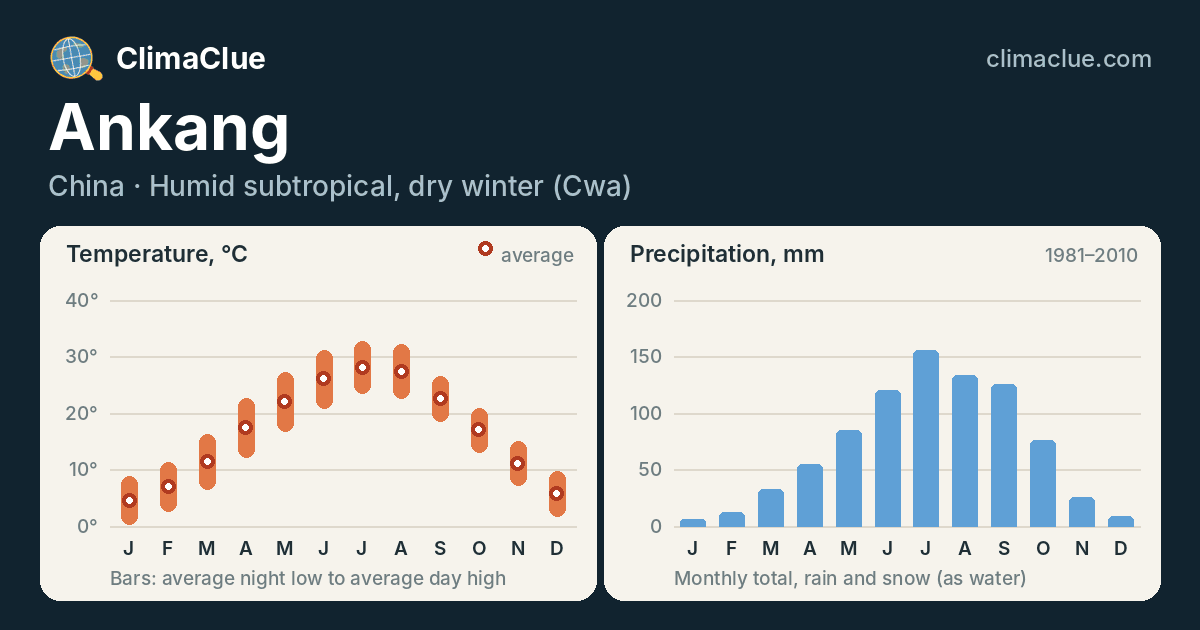 ClimaClue
climaclue.com
Ankang
China · Humid subtropical, dry winter (Cwa)
Temperature, °C
average
40°
30°
20°
10°
0°
J F M A M J J A S O N D
Bars: average night low to average day high
Precipitation, mm
1981–2010
200
150
100
50
0
J F M A M J J A S O N D
Monthly total, rain and snow (as water)